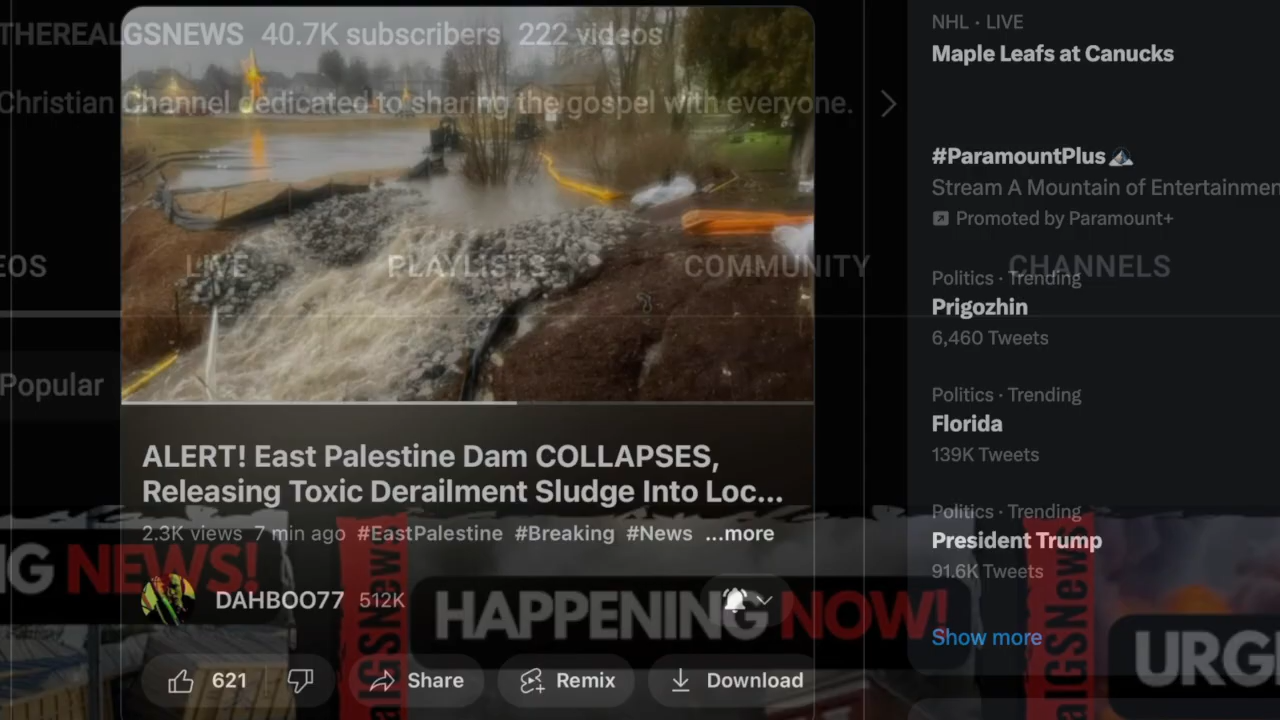 THEREALGSNEWS 40.7K subscribers 222 videos
Christian Channel dedicated to sharing the gospel with everyone.
EOS LIVE PLAYLISTS COMMUNITY CHANNELS
Popular
ALERT! East Palestine Dam COLLAPSES,
Releasing Toxic Derailment Sludge Into Loc...
2.3K views 7 min ago #EastPalestine #Breaking #News ...more
DAHBOO77 512K
621 Share Remix Download
NG NEWS!
alGSNews
HAPPENING NOW!
alGSNews
URG
NHL · LIVE
Maple Leafs at Canucks
#ParamountPlus
Stream A Mountain of Entertainmen
Promoted by Paramount+
Politics · Trending
Prigozhin
6,460 Tweets
Politics · Trending
Florida
139K Tweets
Politics · Trending
President Trump
91.6K Tweets
Show more